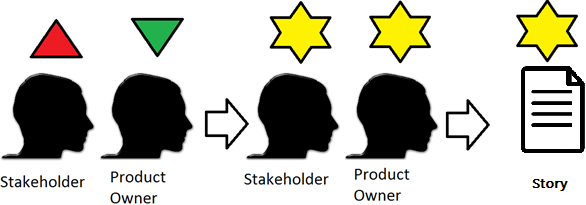 Stakeholder
Product
Owner
Stakeholder
Product
Owner
Story